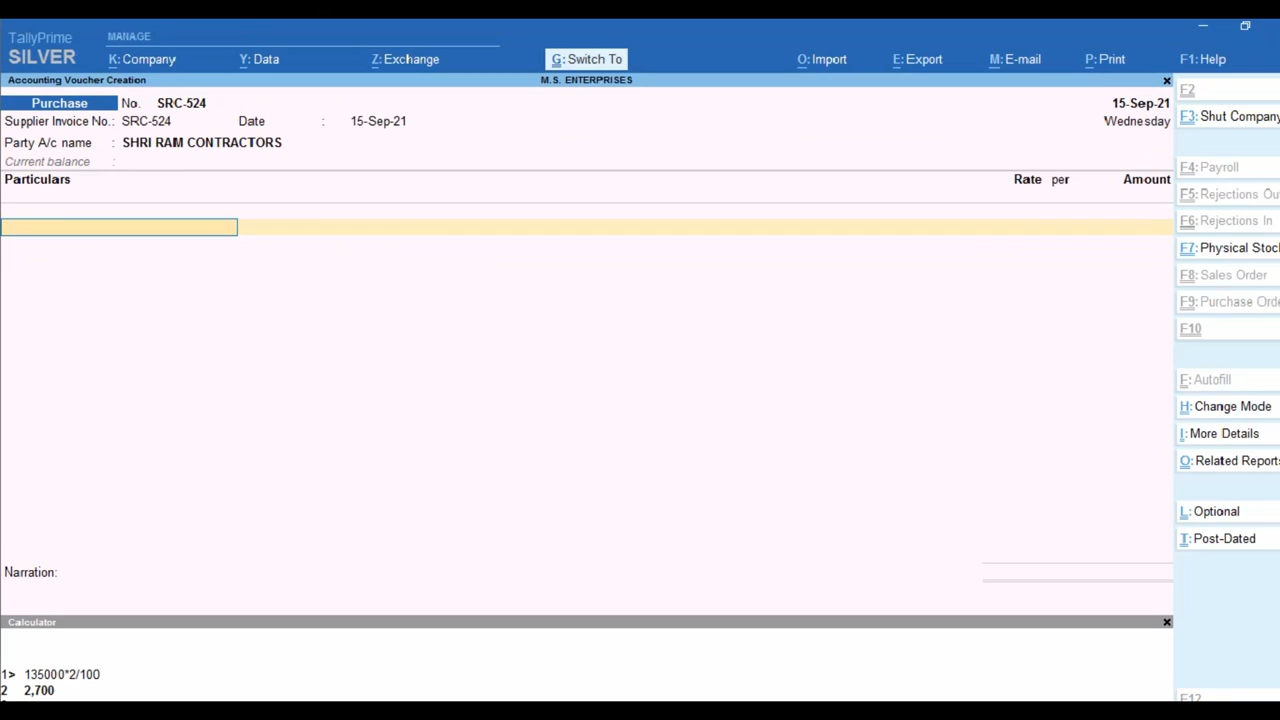 TallyPrime
SILVER
MANAGE
K: Company
Y: Data
Z: Exchange
G: Switch To
O: Import
E: Export
M: E-mail
P: Print
F1: Help
Accounting Voucher Creation
M.S. ENTERPRISES
Purchase No. SRC-524
15-Sep-21
Supplier Invoice No.: SRC-524 Date : 15-Sep-21
Wednesday
Party A/c name : SHRI RAM CONTRACTORS
Current balance :
Particulars
Rate per Amount
Narration:
Calculator
1> 135000*2/100
2 2,700
F2
F3: Shut Company
F4: Payroll
F5: Rejections Ou
F6: Rejections In
F7: Physical Stoc
F8: Sales Order
F9: Purchase Orde
F10
F: Autofill
H: Change Mode
I: More Details
O: Related Reports
L: Optional
T: Post-Dated
F12